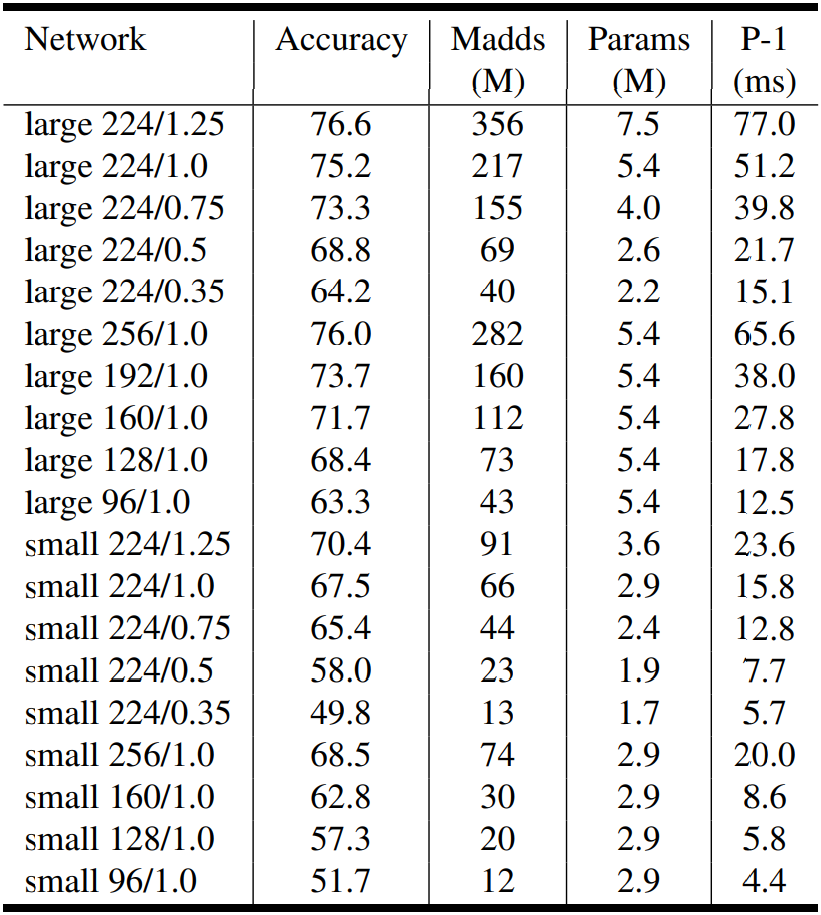 Network Accuracy Madds Params P-1
(M) (M) (ms)
large 224/1.25 76.6 356 7.5 77.0
large 224/1.0 75.2 217 5.4 51.2
large 224/0.75 73.3 155 4.0 39.8
large 224/0.5 68.8 69 2.6 21.7
large 224/0.35 64.2 40 2.2 15.1
large 256/1.0 76.0 282 5.4 65.6
large 192/1.0 73.7 160 5.4 38.0
large 160/1.0 71.7 112 5.4 27.8
large 128/1.0 68.4 73 5.4 17.8
large 96/1.0 63.3 43 5.4 12.5
small 224/1.25 70.4 91 3.6 23.6
small 224/1.0 67.5 66 2.9 15.8
small 224/0.75 65.4 44 2.4 12.8
small 224/0.5 58.0 23 1.9 7.7
small 224/0.35 49.8 13 1.7 5.7
small 256/1.0 68.5 74 2.9 20.0
small 160/1.0 62.8 30 2.9 8.6
small 128/1.0 57.3 20 2.9 5.8
small 96/1.0 51.7 12 2.9 4.4